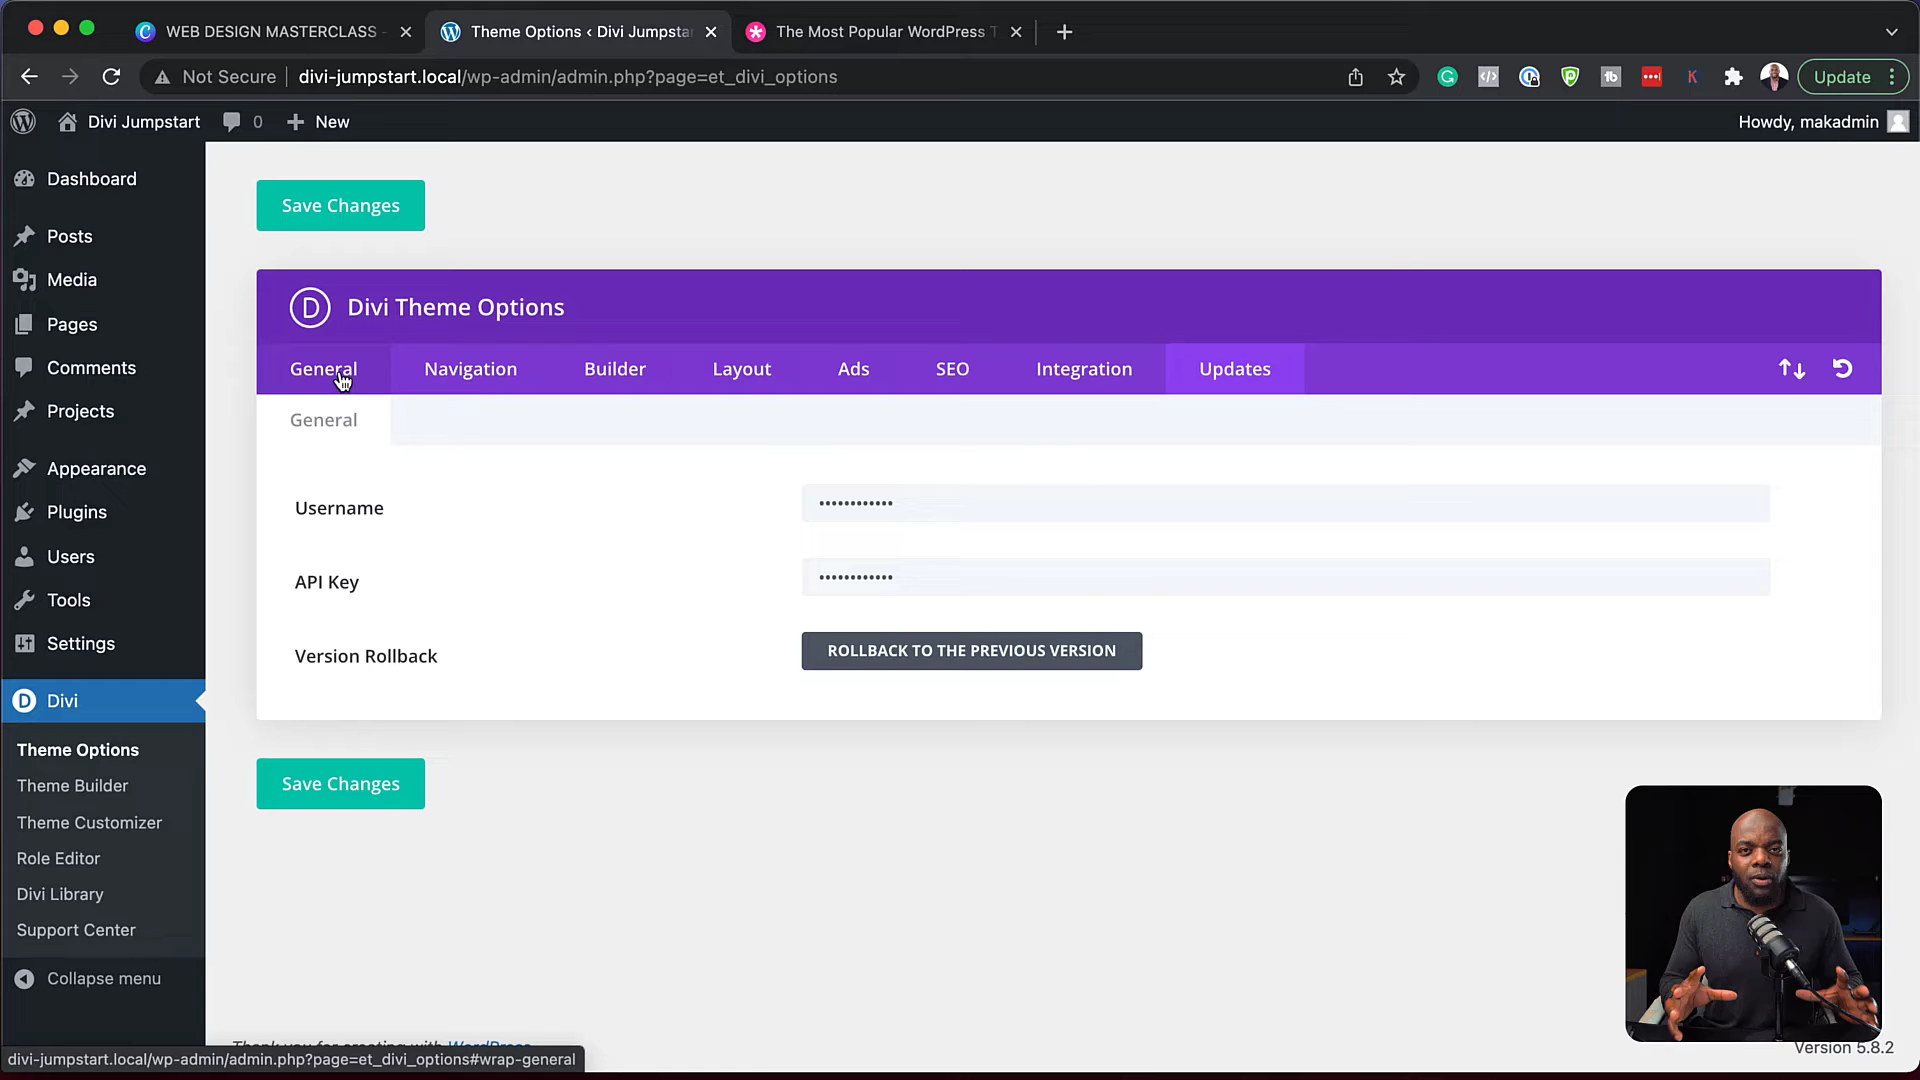 WEB DESIGN MASTERCLASS -
Theme Options ‹ Divi Jumpstar
The Most Popular WordPress T
Not Secure
divi-jumpstart.local/wp-admin/admin.php?page=et_divi_options
Update
Divi Jumpstart
0
New
Howdy, makadmin
Dashboard
Posts
Media
Pages
Comments
Projects
Appearance
Plugins
Users
Tools
Settings
Divi
Theme Options
Theme Builder
Theme Customizer
Role Editor
Divi Library
Support Center
Collapse menu
Save Changes
Divi Theme Options
General
Navigation
Builder
Layout
Ads
SEO
Integration
Updates
General
Username
••••••••••••
API Key
••••••••••••
Version Rollback
ROLLBACK TO THE PREVIOUS VERSION
Save Changes
Thank you for creating with WordPress.
Version 5.8.2
divi-jumpstart.local/wp-admin/admin.php?page=et_divi_options#wrap-general